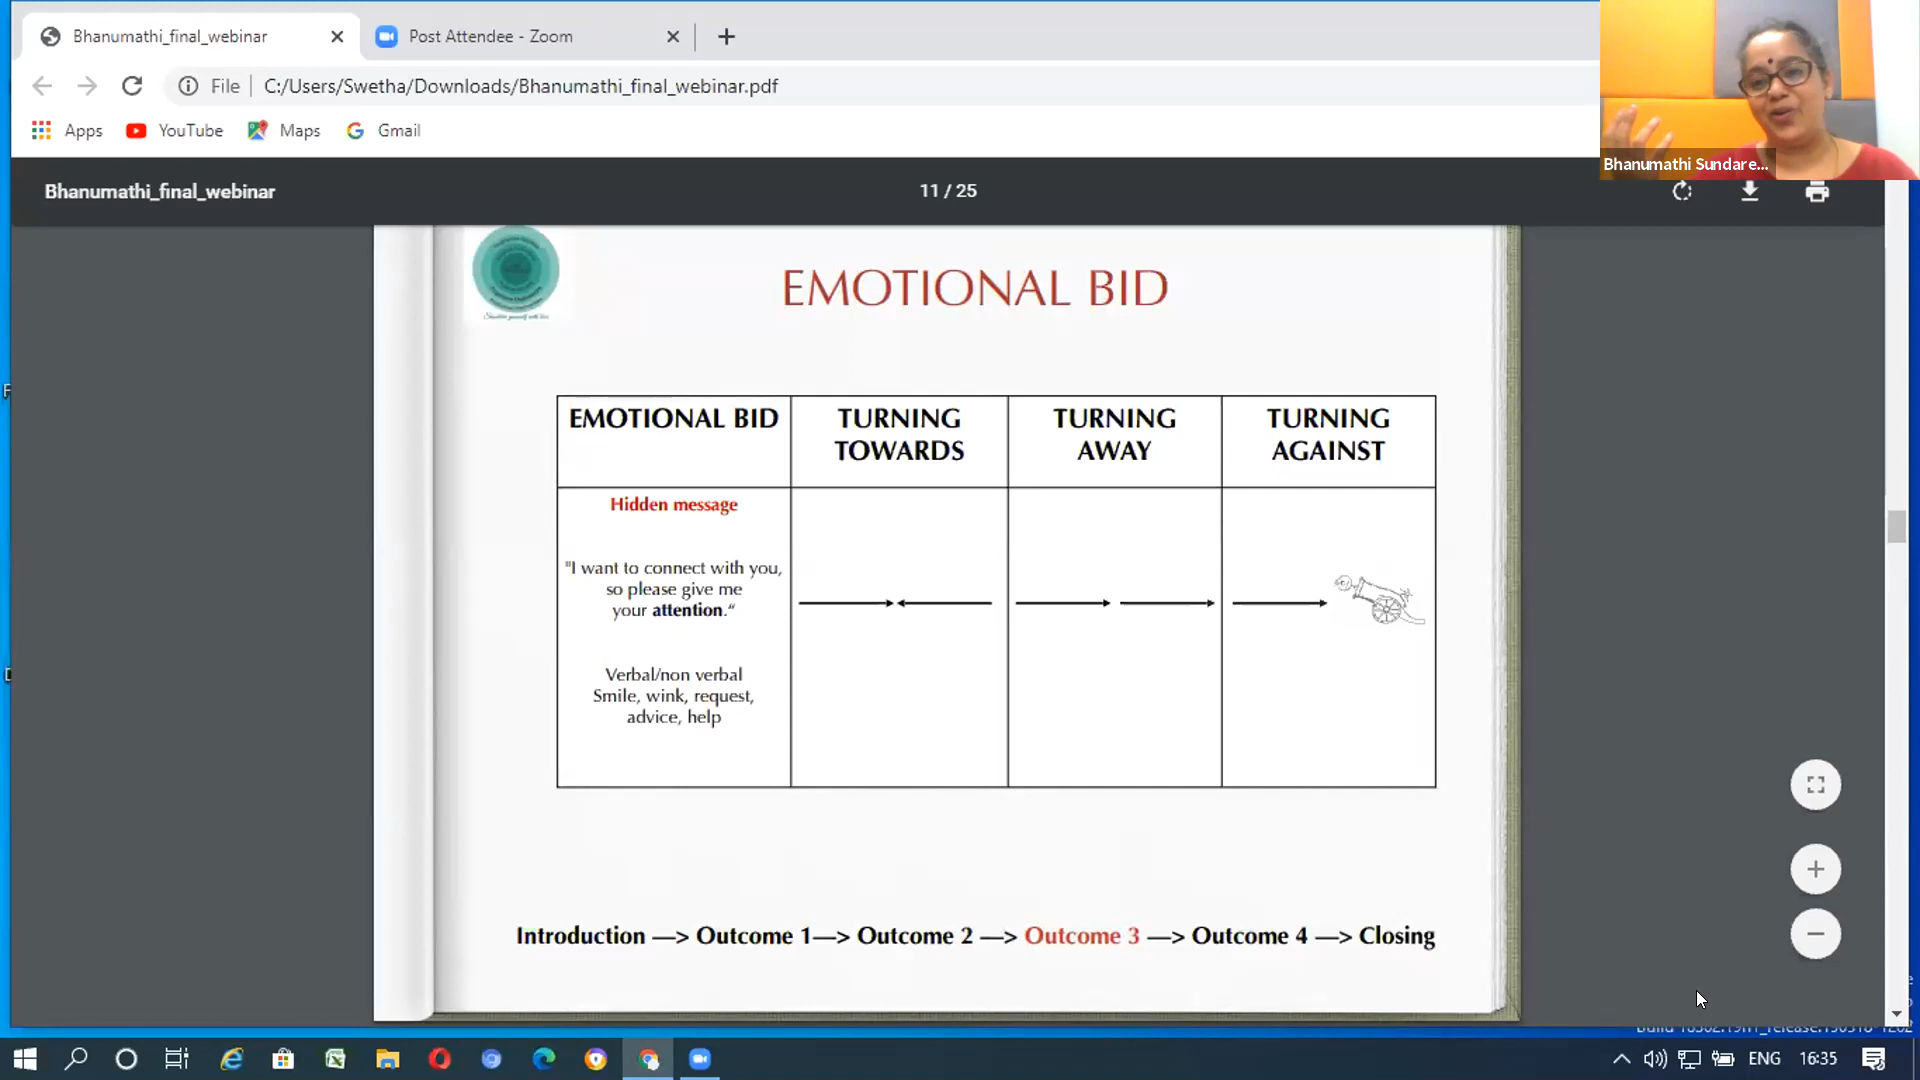 Bhanumathi_final_webinar
Post Attendee - Zoom
File
C:/Users/Swetha/Downloads/Bhanumathi_final_webinar.pdf
Apps
YouTube
Maps
Gmail
Bhanumathi Sundare...
Bhanumathi_final_webinar
11 / 25
EMOTIONAL BID
EMOTIONAL BID
TURNING
TOWARDS
TURNING
AWAY
TURNING
AGAINST
Hidden message
"I want to connect with you,
so please give me
your attention."
Verbal/non verbal
Smile, wink, request,
advice, help
Introduction —> Outcome 1—> Outcome 2 —> Outcome 3 —> Outcome 4 —> Closing
ENG
16:35